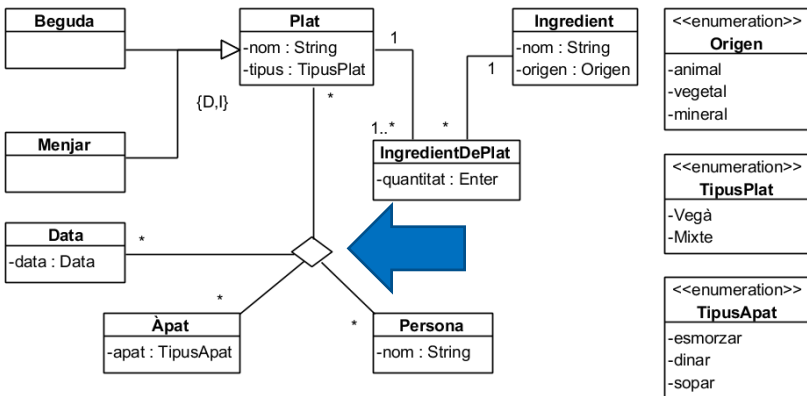 Beguda
Plat
-nom : String
-tipus : TipusPlat
1
Ingredient
-nom : String
-origen : Origen
1
<<enumeration>>
Origen
-animal
-vegetal
-mineral
{D,I}
*
Menjar
1..*
*
IngredientDePlat
-quantitat : Enter
<<enumeration>>
TipusPlat
-Vegà
-Mixte
Data
-data : Data
*
*
Àpat
-apat : TipusApat
*
Persona
-nom : String
<<enumeration>>
TipusApat
-esmorzar
-dinar
-sopar